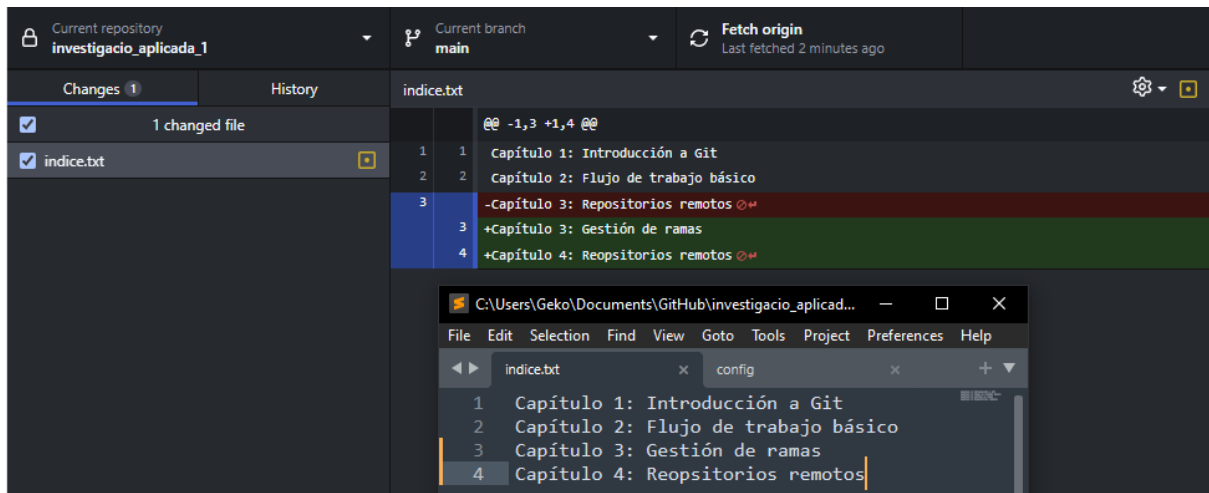 Current repository
investigacio_aplicada_1
Current branch
main
Fetch origin
Last fetched 2 minutes ago
Changes 1
History
indice.txt
1 changed file
indice.txt
@@ -1,3 +1,4 @@
1 1 Capítulo 1: Introducción a Git
2 2 Capítulo 2: Flujo de trabajo básico
3 -Capítulo 3: Repositorios remotos
3 +Capítulo 3: Gestión de ramas
4 +Capítulo 4: Reopsitorios remotos
C:\Users\Geko\Documents\GitHub\investigacio_aplicad...
File Edit Selection Find View Goto Tools Project Preferences Help
indice.txt config
1 Capítulo 1: Introducción a Git
2 Capítulo 2: Flujo de trabajo básico
3 Capítulo 3: Gestión de ramas
4 Capítulo 4: Reopsitorios remotos